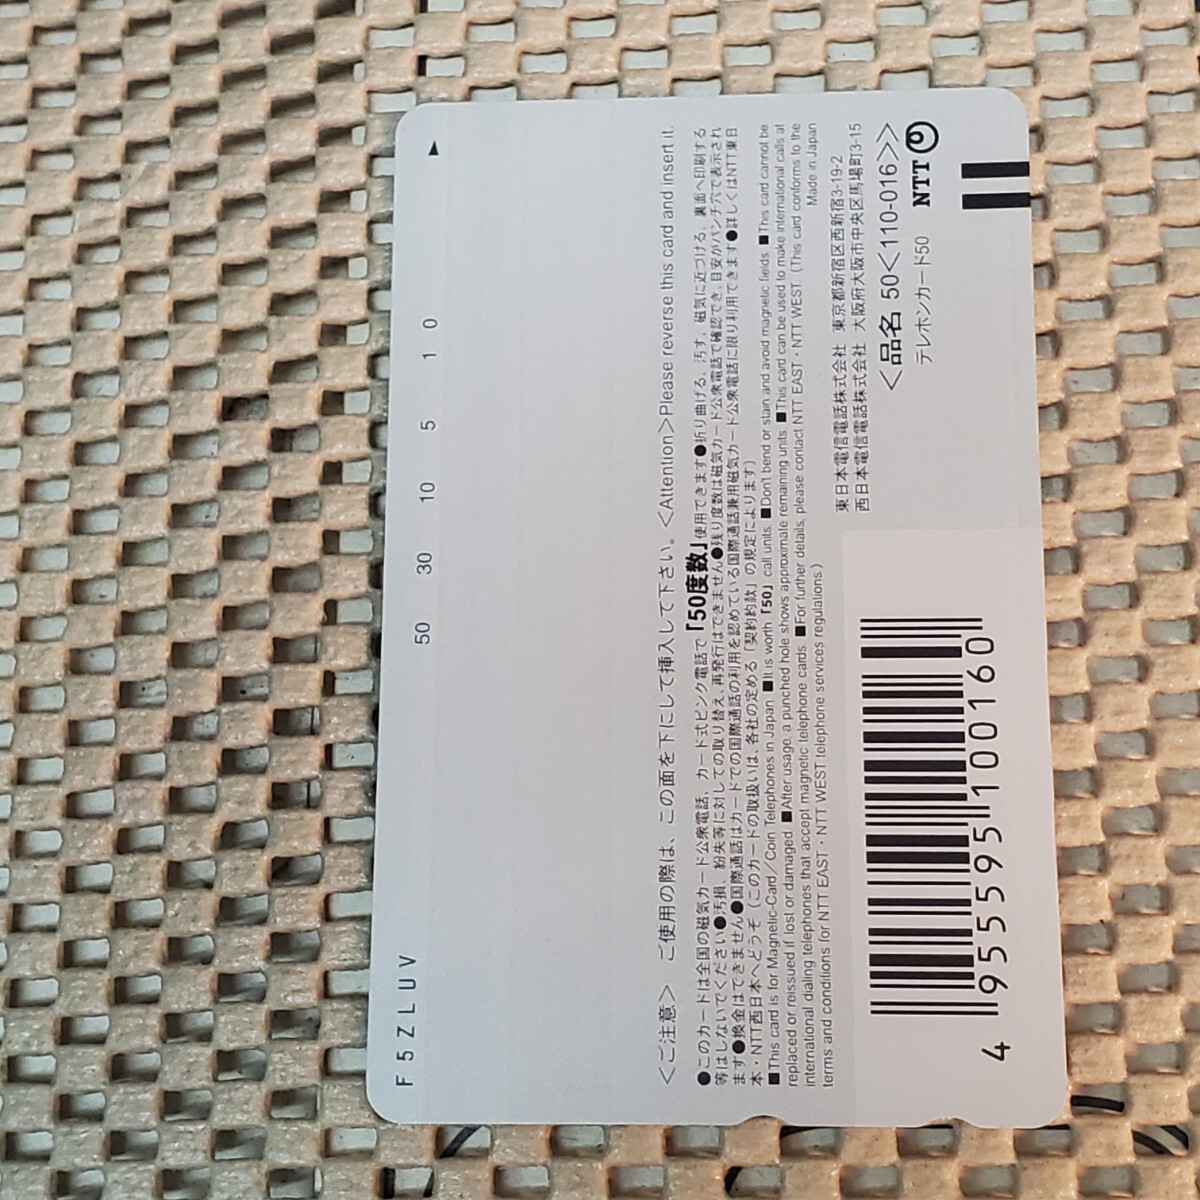 F5ZLUV
50 30 10 5 1 0
<ご注意> ご使用の際は、この面を下にして挿入して下さい。<Attention>Please reverse this card and insert it.
●このカードは全国の磁気カード公衆電話、カード式ピンク電話で「50度数」使用できます●折り曲げる、汚す、磁気に近づける、裏面へ印刷する
等はしないでください●汚損、紛失等に対しての取り替え、再発行はできません●残り度数は磁気カード公衆電話で確認でき、目安がパンチ穴で表示され
ます●換金はできません●国際通話はカードでの国際通話の利用を認めている国際通話兼用磁気カード公衆電話に限り利用できます●詳しくはNTT東日
本・NTT西日本へどうぞ（このカードの取扱いは、各社の定める「契約約款」の規定によります）
■This card is for Magnetic-Card/Coin Telephones in Japan. ■It is worth「50」call units. ■Don't bend or stain and avoid magnetic fields. ■This card cannot be
replaced or reissued if lost or damaged. ■After usage, a punched hole shows approximate remaining units. ■This card can be used to make international calls at
international dialing telephones that accept magnetic telephone cards. ■For further details, please contact NTT EAST・NTT WEST. (This card conforms to the
terms and conditions for NTT EAST・NTT WEST telephone services regulations.)
Made in Japan
東日本電信電話株式会社 東京都新宿区西新宿3-19-2
西日本電信電話株式会社 大阪府大阪市中央区馬場町3-15
<品名 50<110-016>>
テレホンカード50 NTT
4 955595 100160